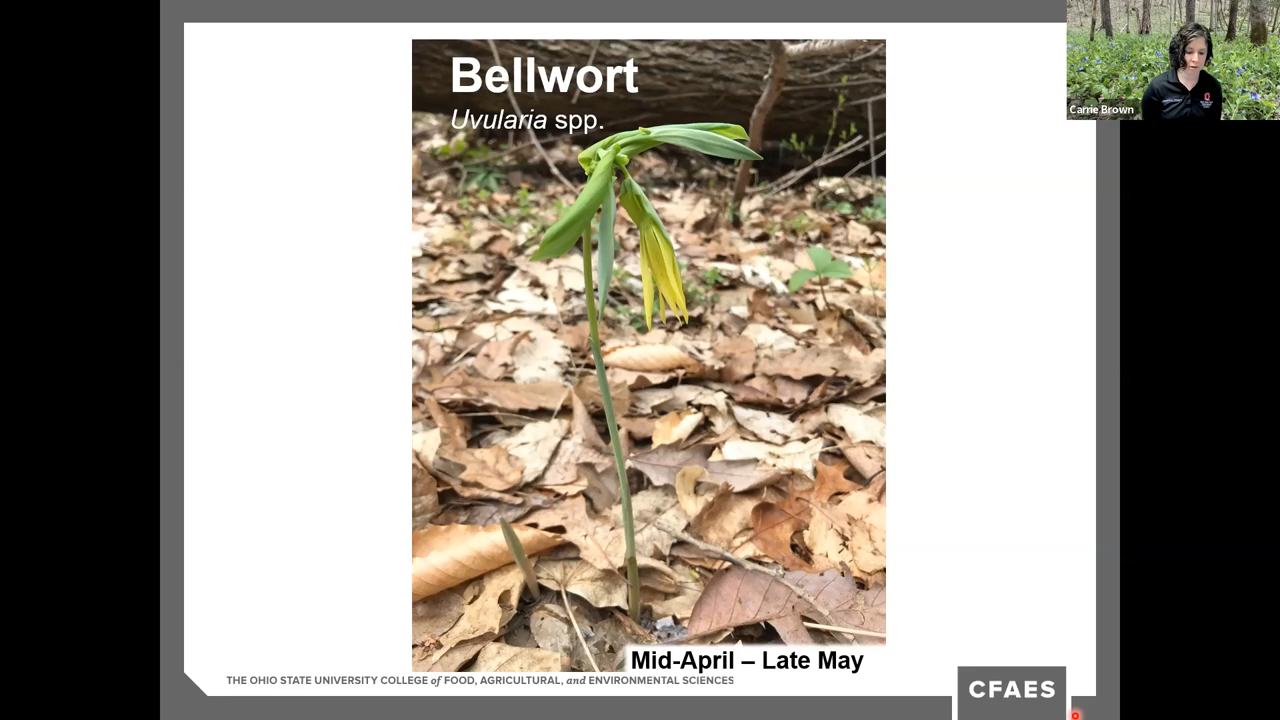 Bellwort
Uvularia spp.
Carrie Brown
Mid-April – Late May
THE OHIO STATE UNIVERSITY COLLEGE of FOOD, AGRICULTURAL, and ENVIRONMENTAL SCIENCES
CFAES